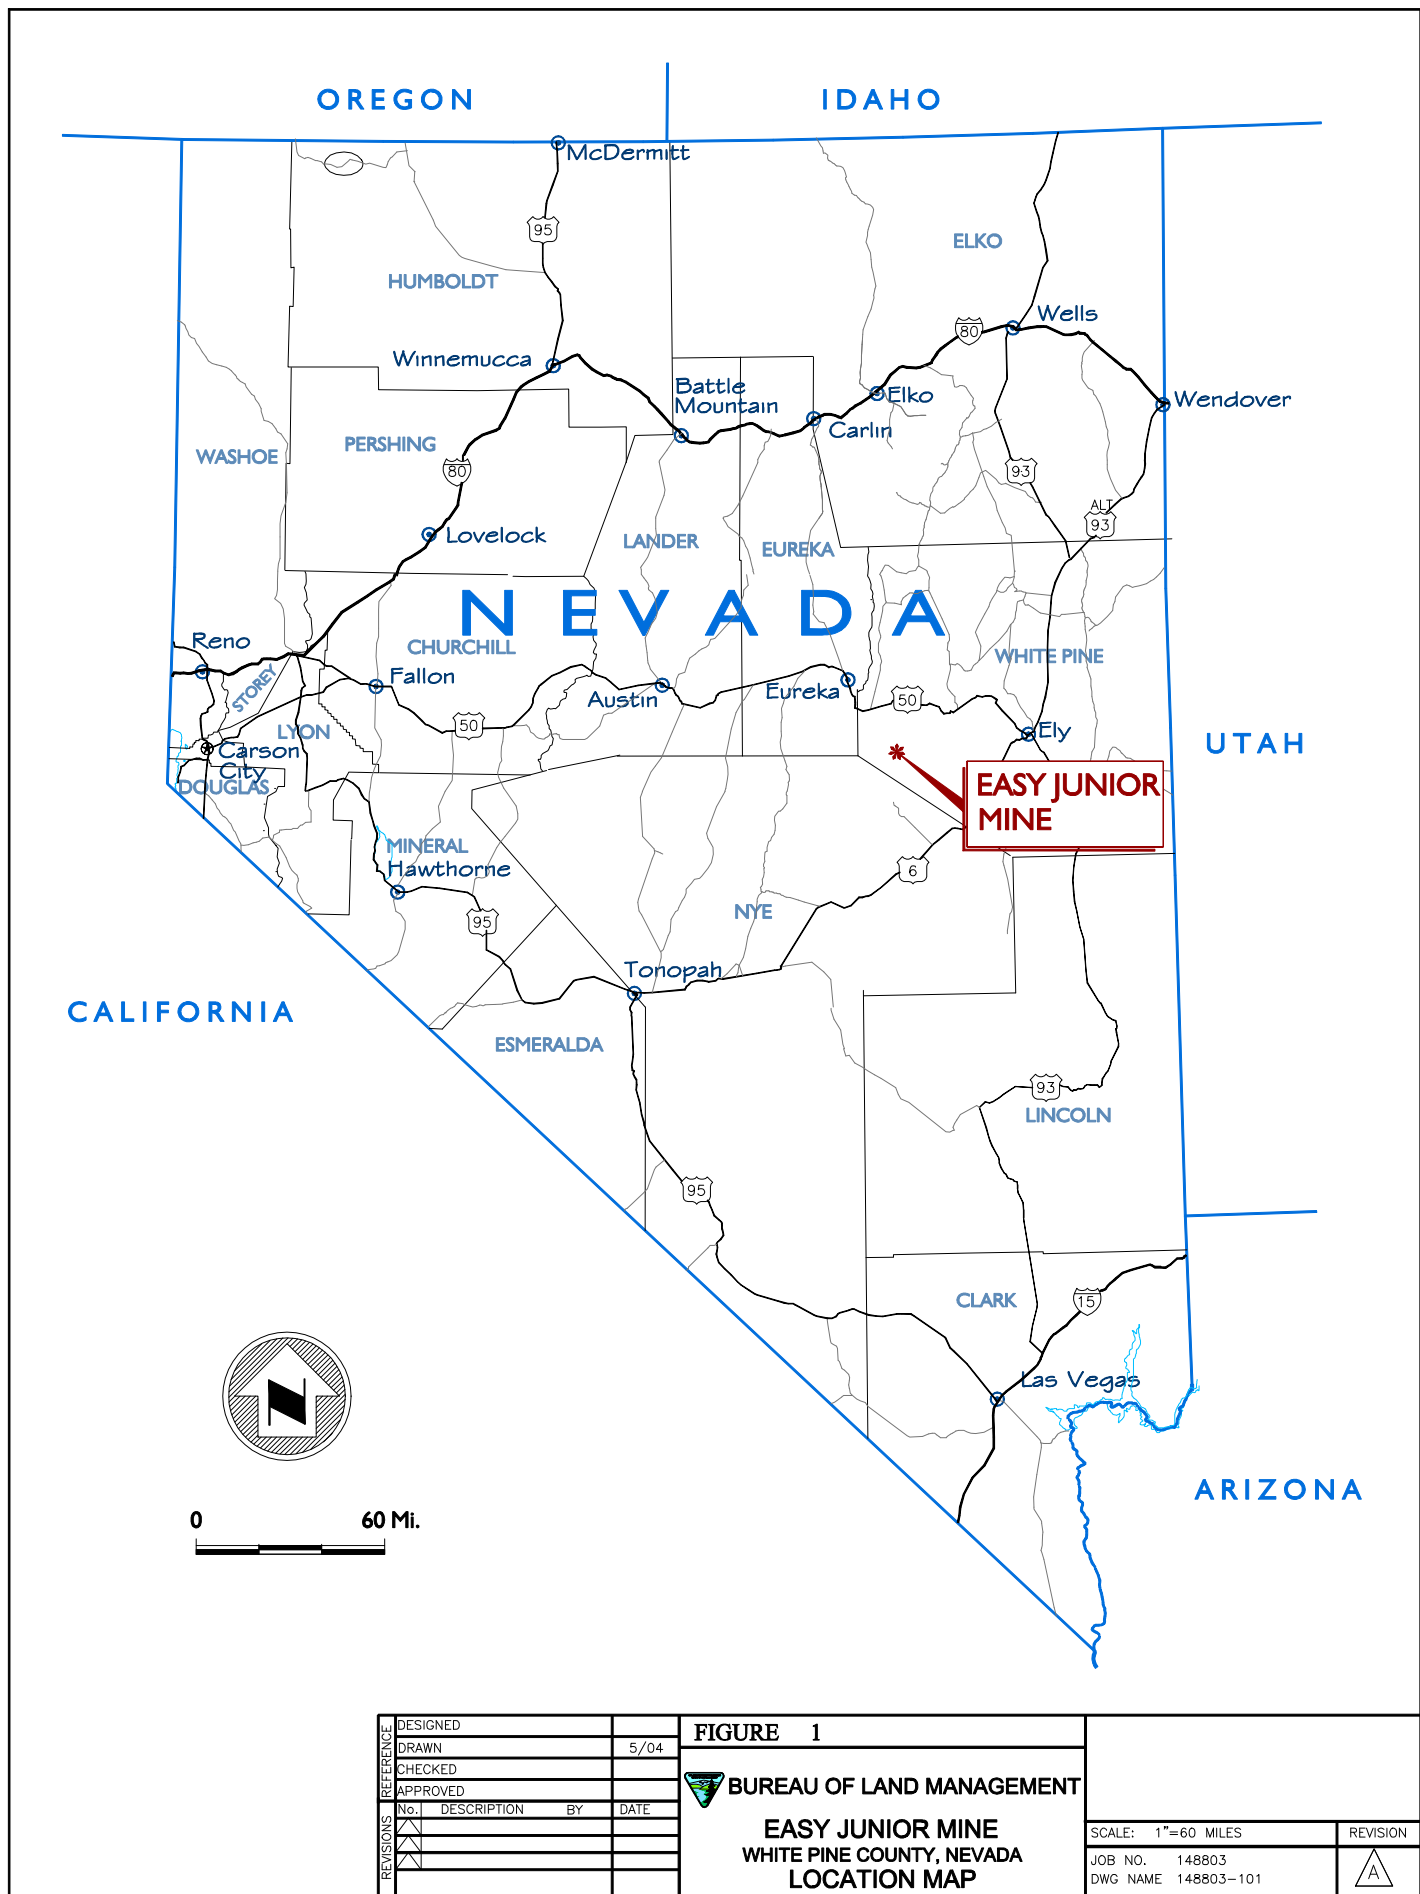 OREGON
IDAHO
McDermitt
95
ELKO
HUMBOLDT
Wells
80
Winnemucca
Battle
Mountain
Elko
Wendover
Carlin
PERSHING
WASHOE
80
93
ALT
93
Lovelock
LANDER
EUREKA
NEVADA
Reno
CHURCHILL
WHITE PINE
STOREY
Fallon
Austin
Eureka
50
50
LYON
Ely
Carson
City
UTAH
DOUGLAS
EASY JUNIOR
MINE
MINERAL
Hawthorne
6
95
NYE
Tonopah
CALIFORNIA
ESMERALDA
93
LINCOLN
95
CLARK
15
Las Vegas
ARIZONA
0 60 Mi.
REFERENCE
DESIGNED
DRAWN 5/04
CHECKED
APPROVED
REVISIONS
No. DESCRIPTION BY DATE
FIGURE 1
BUREAU OF LAND MANAGEMENT
EASY JUNIOR MINE
WHITE PINE COUNTY, NEVADA
LOCATION MAP
SCALE: 1"=60 MILES
REVISION
JOB NO. 148803
DWG NAME 148803-101
A